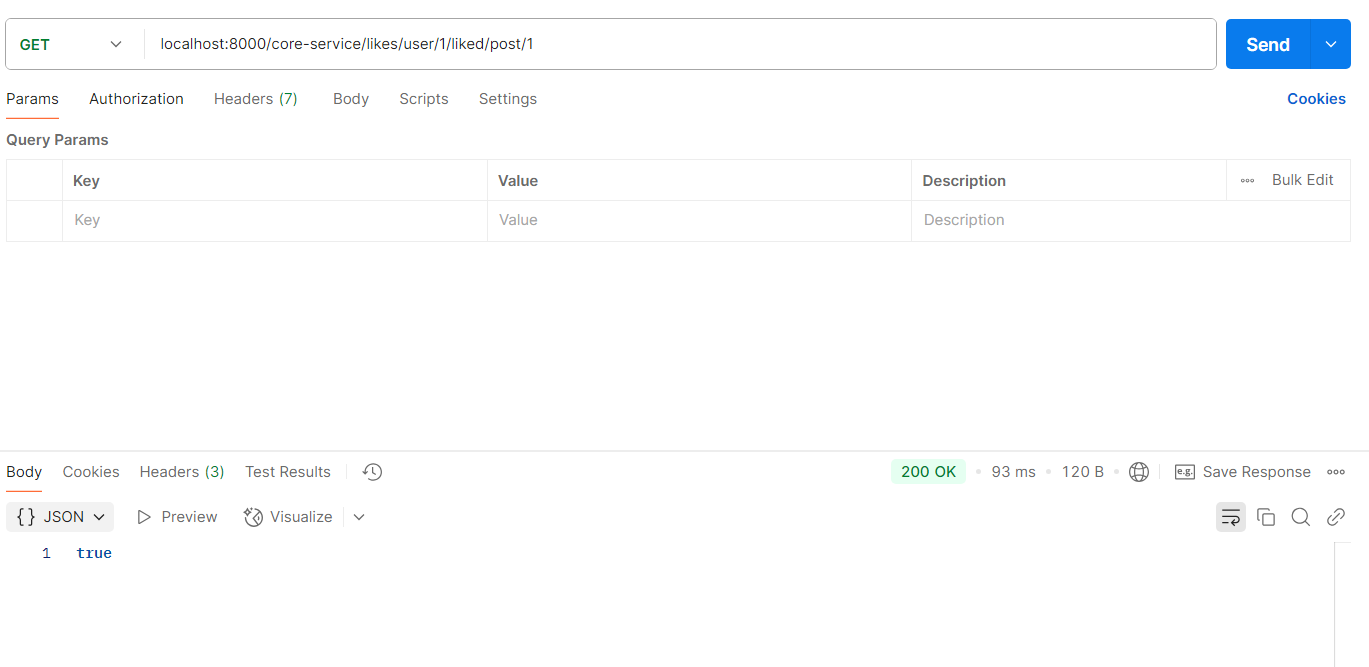 GET localhost:8000/core-service/likes/user/1/liked/post/1 Send
Params Authorization Headers (7) Body Scripts Settings Cookies
Query Params
Key Value Description Bulk Edit
Key Value Description
Body Cookies Headers (3) Test Results 200 OK 93 ms 120 B e.g. Save Response
{} JSON Preview Visualize
1 true